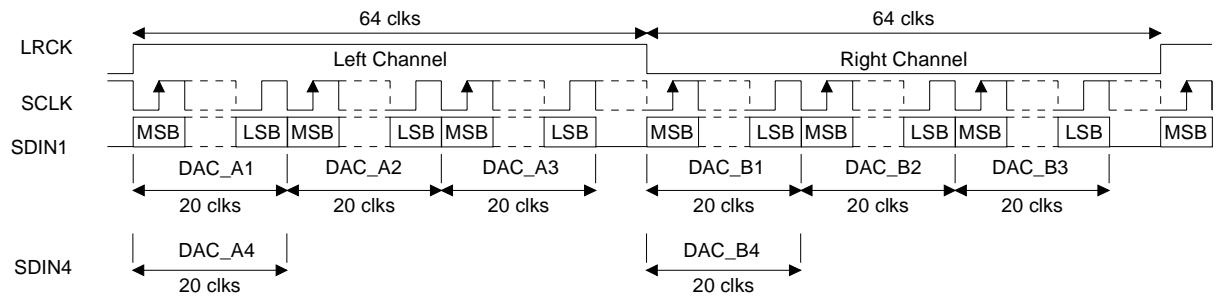 64 clks 64 clks
LRCK Left Channel Right Channel
SCLK
SDIN1 MSB LSB MSB LSB MSB LSB MSB LSB MSB LSB MSB LSB MSB
DAC_A1 DAC_A2 DAC_A3 DAC_B1 DAC_B2 DAC_B3
20 clks 20 clks 20 clks 20 clks 20 clks 20 clks
SDIN4 DAC_A4 DAC_B4
20 clks 20 clks